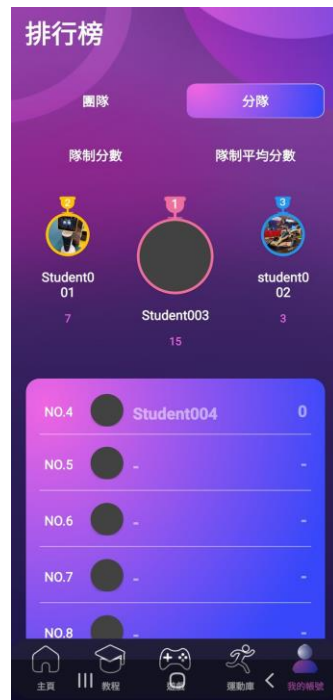 排行榜
團隊
分隊
隊制分數
隊制平均分數
2
1
3
Student0
01
7
Student003
15
student0
02
3
NO.4 Student004 0
NO.5 - -
NO.6 - -
NO.7 - -
NO.8
主頁
教程
運動庫
我的帳號